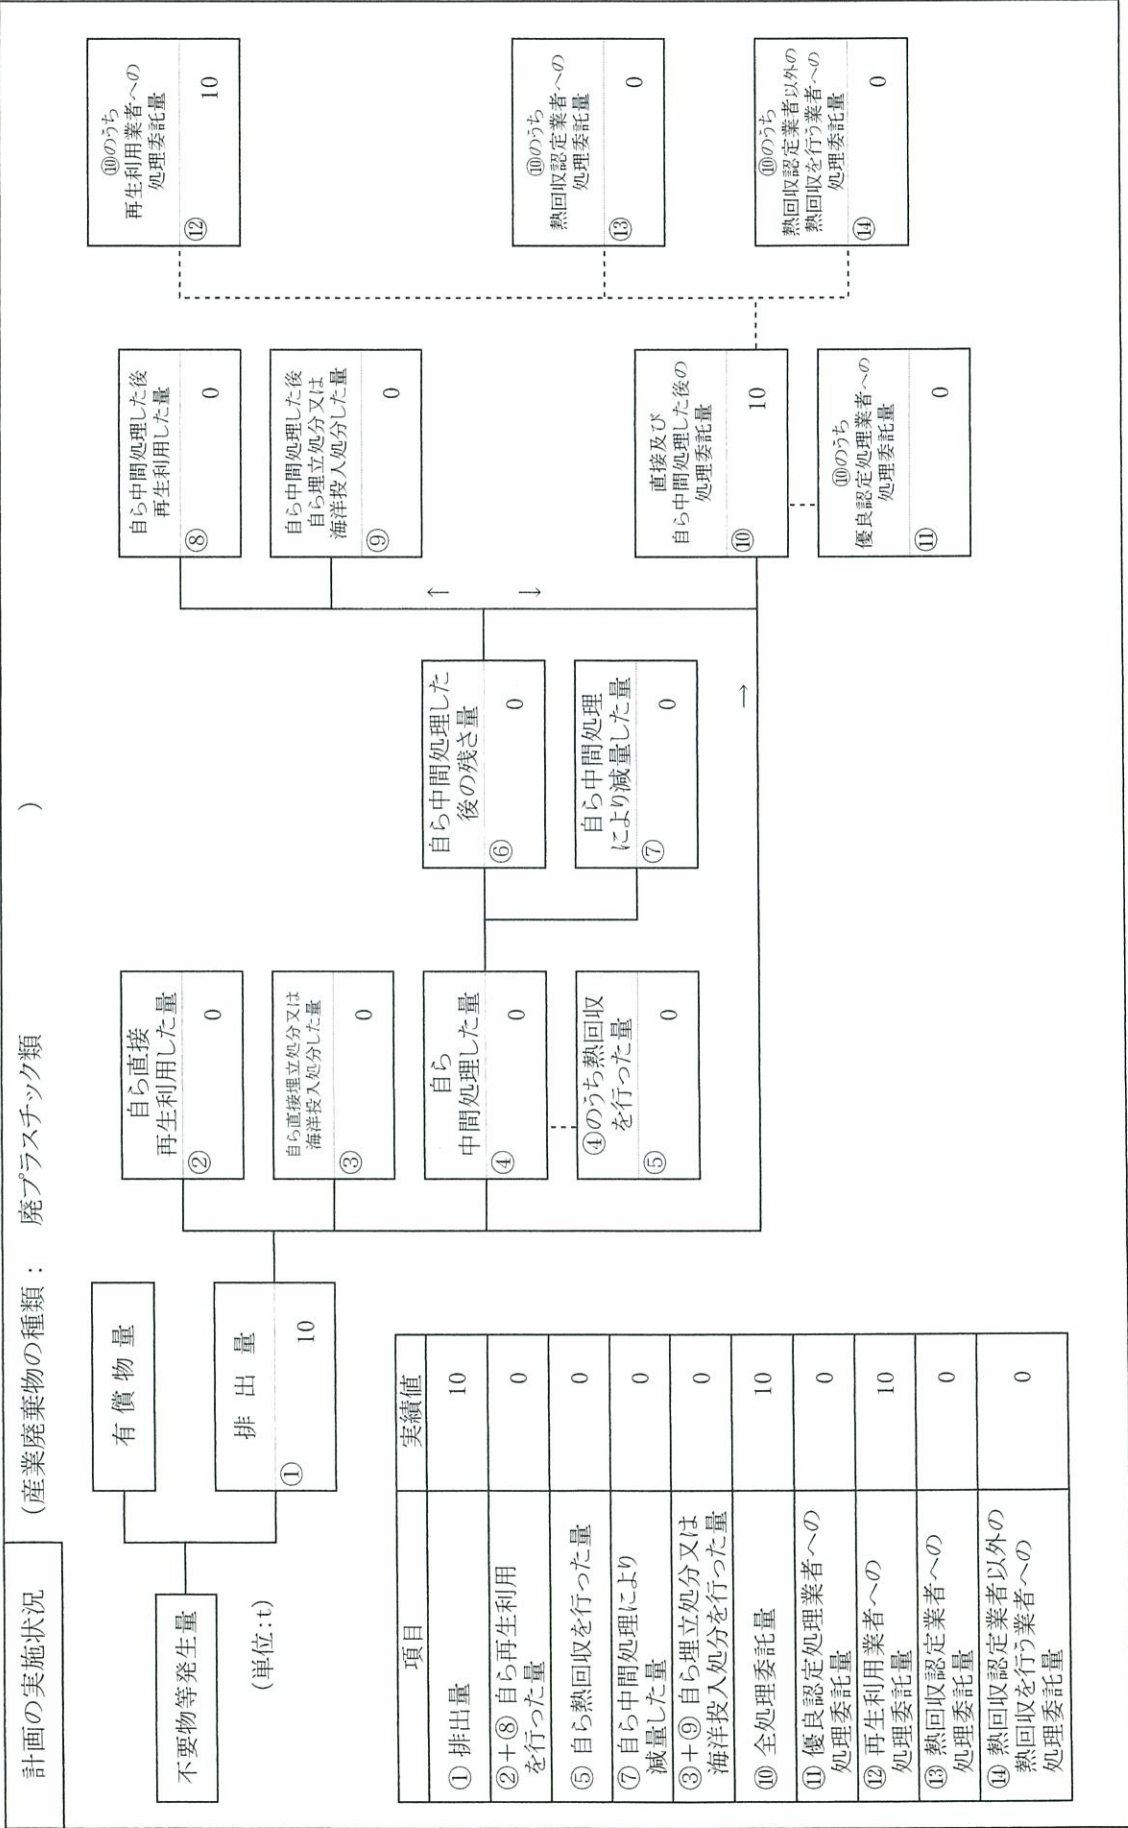 計画の実施状況
(産業廃棄物の種類： 廃プラスチック類 )
不要物等発生量
(単位:t)
有 償 物 量
排 出 量
① 10
自ら直接
再生利用した量
② 0
自ら直接埋立処分又は
海洋投入処分した量
③ 0
自ら
中間処理した量
④ 0
④のうち熱回収
を行った量
⑤ 0
自ら中間処理した
後の残さ量
⑥ 0
自ら中間処理
により減量した量
⑦ 0
→
↑
↓
自ら中間処理した後
再生利用した量
⑧ 0
自ら中間処理した後
自ら埋立処分又は
海洋投入処分した量
⑨ 0
直接及び
自ら中間処理した後の
処理委託量
⑩ 10
⑩のうち
優良認定処理業者への
処理委託量
⑪ 0
⑩のうち
再生利用業者への
処理委託量
⑫ 10
⑩のうち
熱回収認定業者への
処理委託量
⑬ 0
⑩のうち
熱回収認定業者以外の
熱回収を行う業者への
処理委託量
⑭ 0
項目 実績値
① 排出量 10
②＋⑧ 自ら再生利用
を行った量 0
⑤ 自ら熱回収を行った量 0
⑦ 自ら中間処理により
減量した量 0
③＋⑨ 自ら埋立処分又は
海洋投入処分を行った量 0
⑩ 全処理委託量 10
⑪ 優良認定処理業者への
処理委託量 0
⑫ 再生利用業者への
処理委託量 10
⑬ 熱回収認定業者への
処理委託量 0
⑭ 熱回収認定業者以外の
熱回収を行う業者への
処理委託量 0